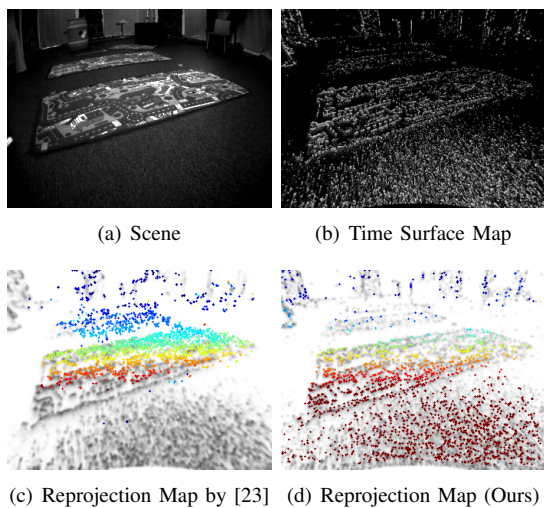 (a) Scene
(b) Time Surface Map
(c) Reprojection Map by [23]
(d) Reprojection Map (Ours)